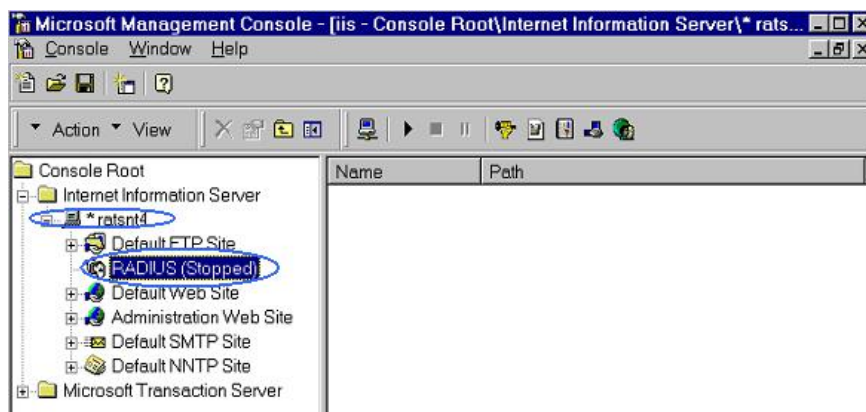 Microsoft Management Console - [iis - Console Root\Internet Information Server\* rats...
Console Window Help
Action View
Console Root
Name Path
Internet Information Server
* ratsnt4
Default FTP Site
RADIUS (Stopped)
Default Web Site
Administration Web Site
Default SMTP Site
Default NNTP Site
Microsoft Transaction Server